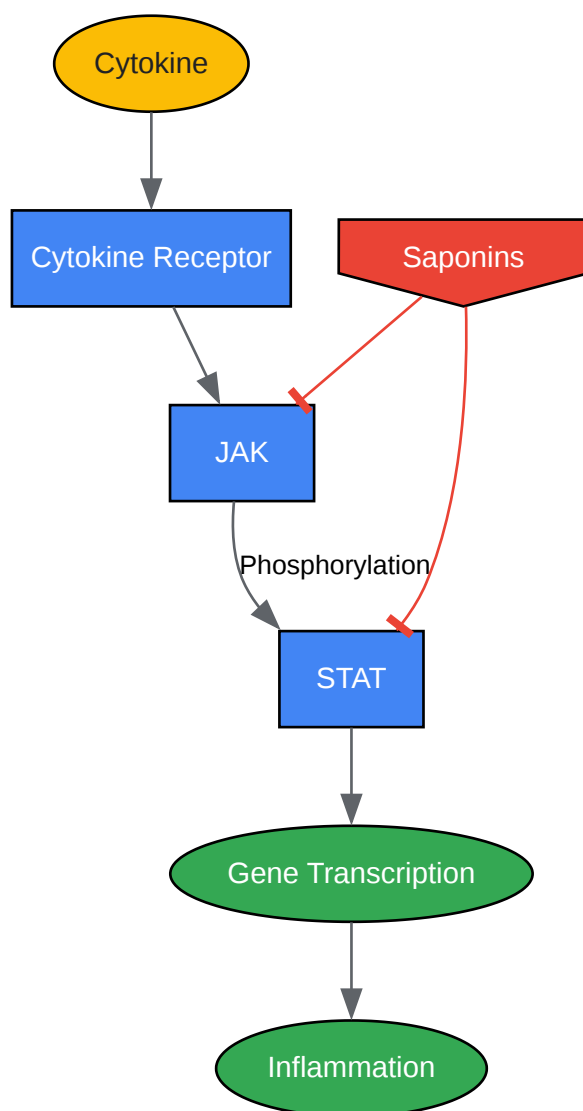 Cytokine
Cytokine Receptor
Saponins
JAK
Phosphorylation
STAT
Gene Transcription
Inflammation